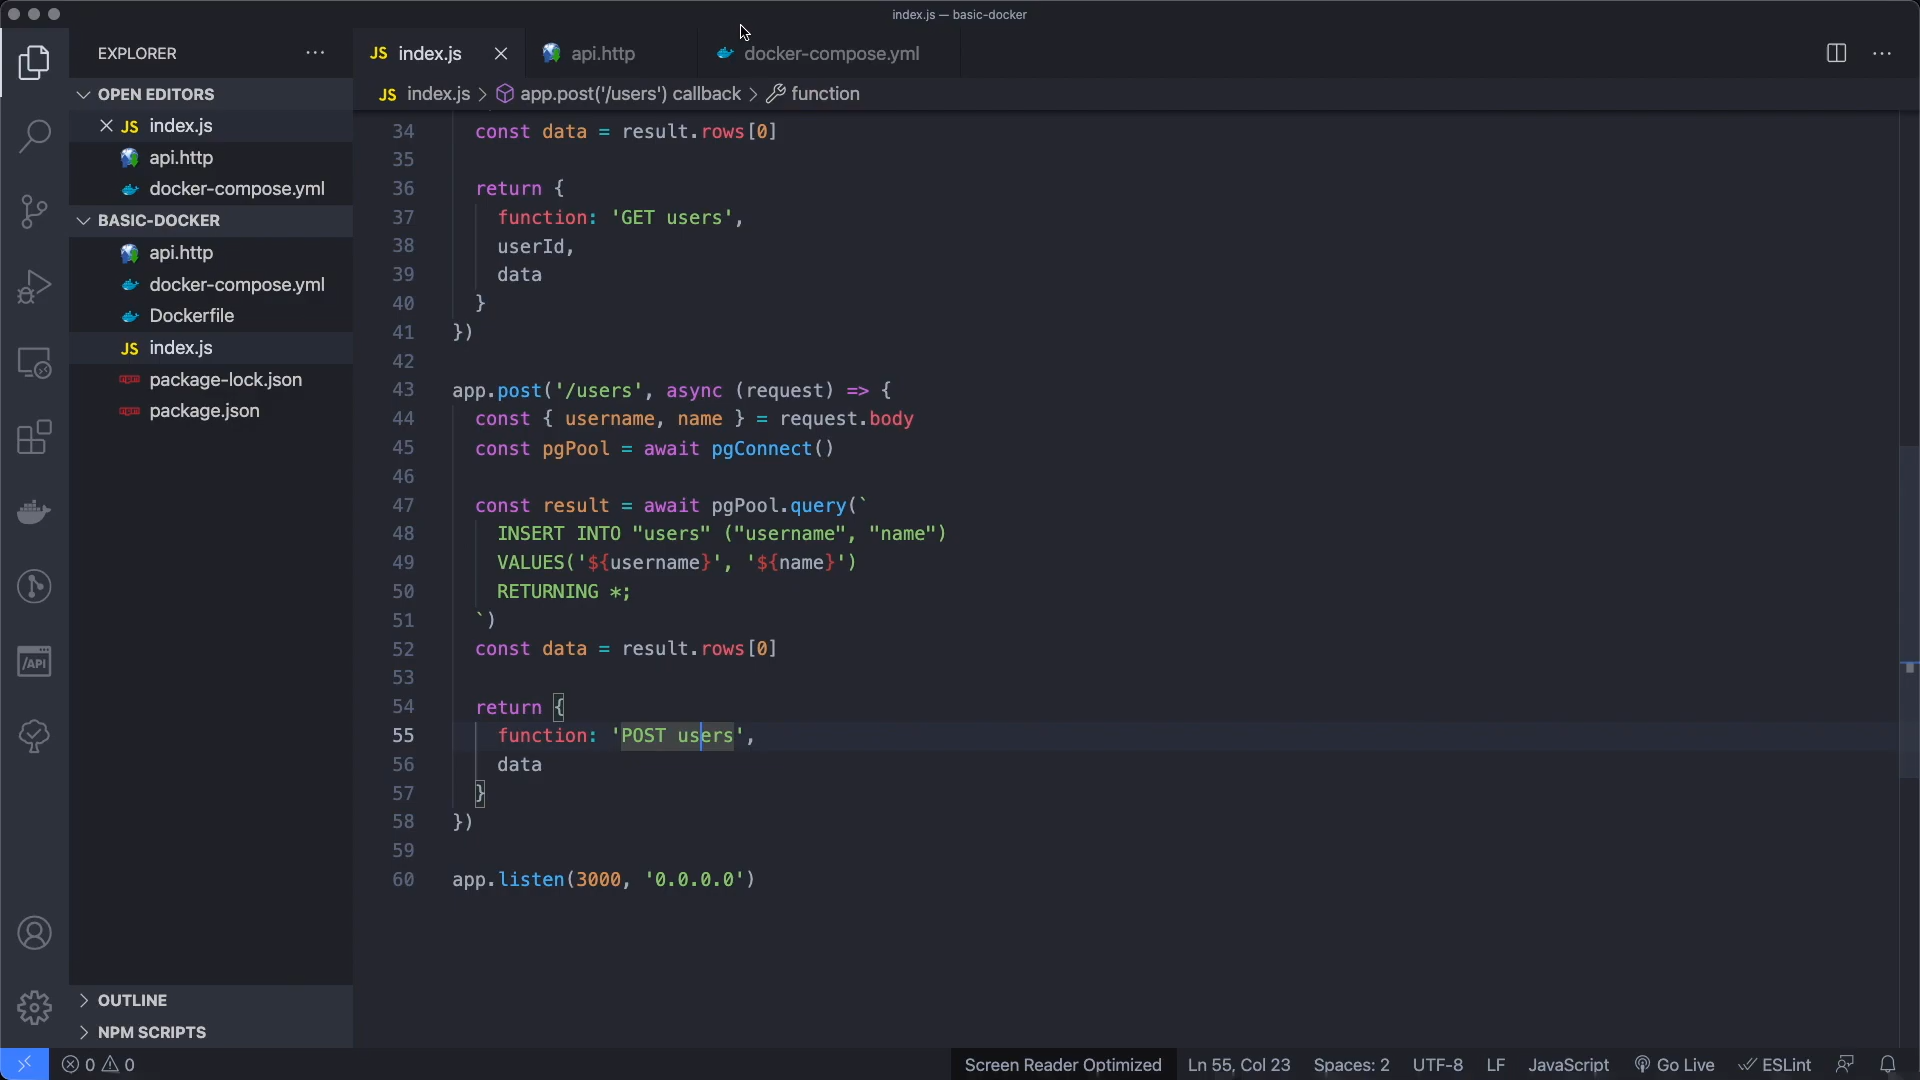 index.js — basic-docker
EXPLORER
JS index.js
api.http
docker-compose.yml
JS index.js > app.post('/users') callback > function
OPEN EDITORS
JS index.js
api.http
docker-compose.yml
BASIC-DOCKER
api.http
docker-compose.yml
Dockerfile
JS index.js
package-lock.json
package.json
OUTLINE
NPM SCRIPTS
/API
34 const data = result.rows[0]
35
36 return {
37 function: 'GET users',
38 userId,
39 data
40 }
41 })
42
43 app.post('/users', async (request) => {
44 const { username, name } = request.body
45 const pgPool = await pgConnect()
46
47 const result = await pgPool.query(`
48 INSERT INTO "users" ("username", "name")
49 VALUES('${username}', '${name}')
50 RETURNING *;
51 `)
52 const data = result.rows[0]
53
54 return {
55 function: 'POST users',
56 data
57 }
58 })
59
60 app.listen(3000, '0.0.0.0')
0 0 Screen Reader Optimized Ln 55, Col 23 Spaces: 2 UTF-8 LF JavaScript Go Live ESLint